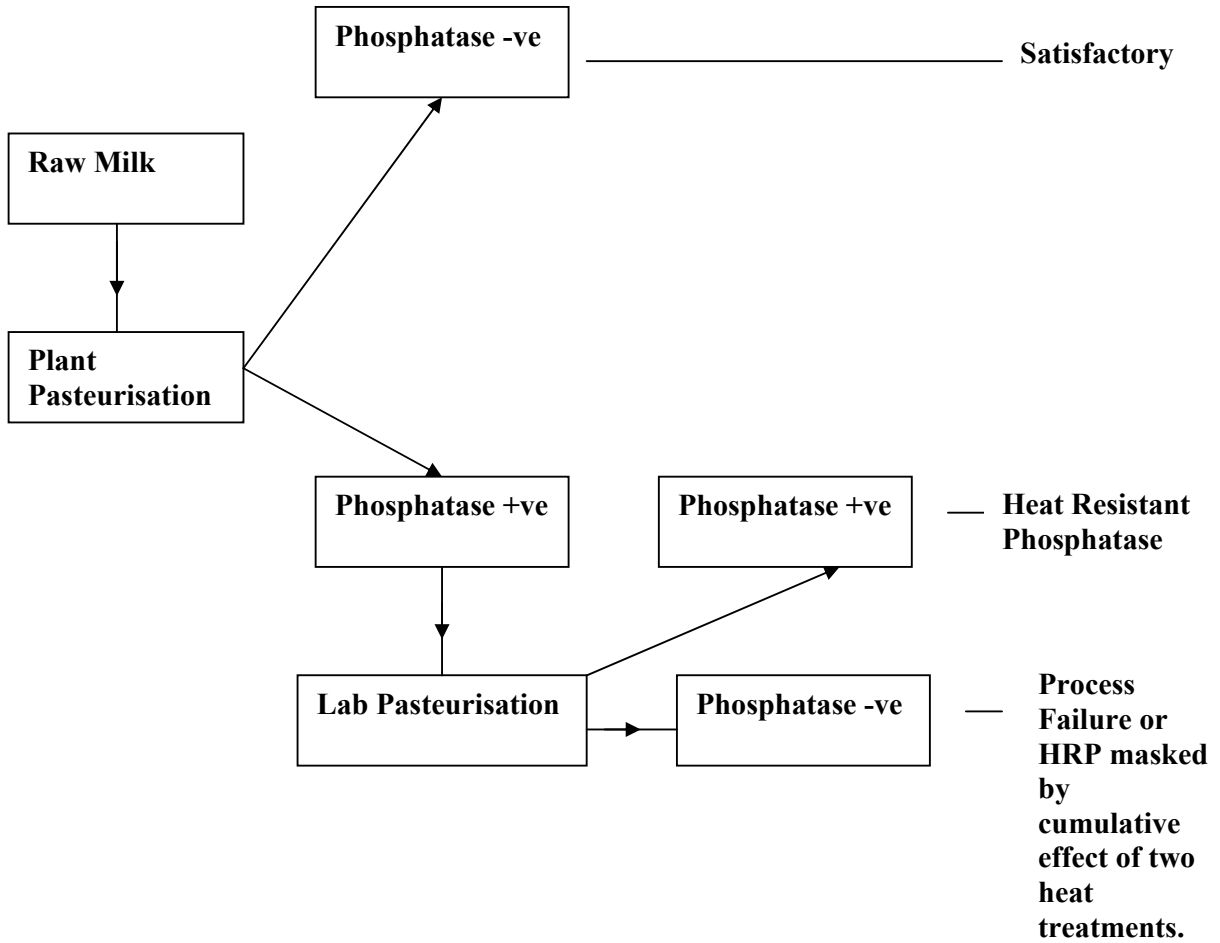 Phosphatase -ve
Satisfactory
Raw Milk
Plant
Pasteurisation
Phosphatase +ve
Phosphatase +ve
Heat Resistant
Phosphatase
Lab Pasteurisation
Phosphatase -ve
Process
Failure or
HRP masked
by
cumulative
effect of two
heat
treatments.